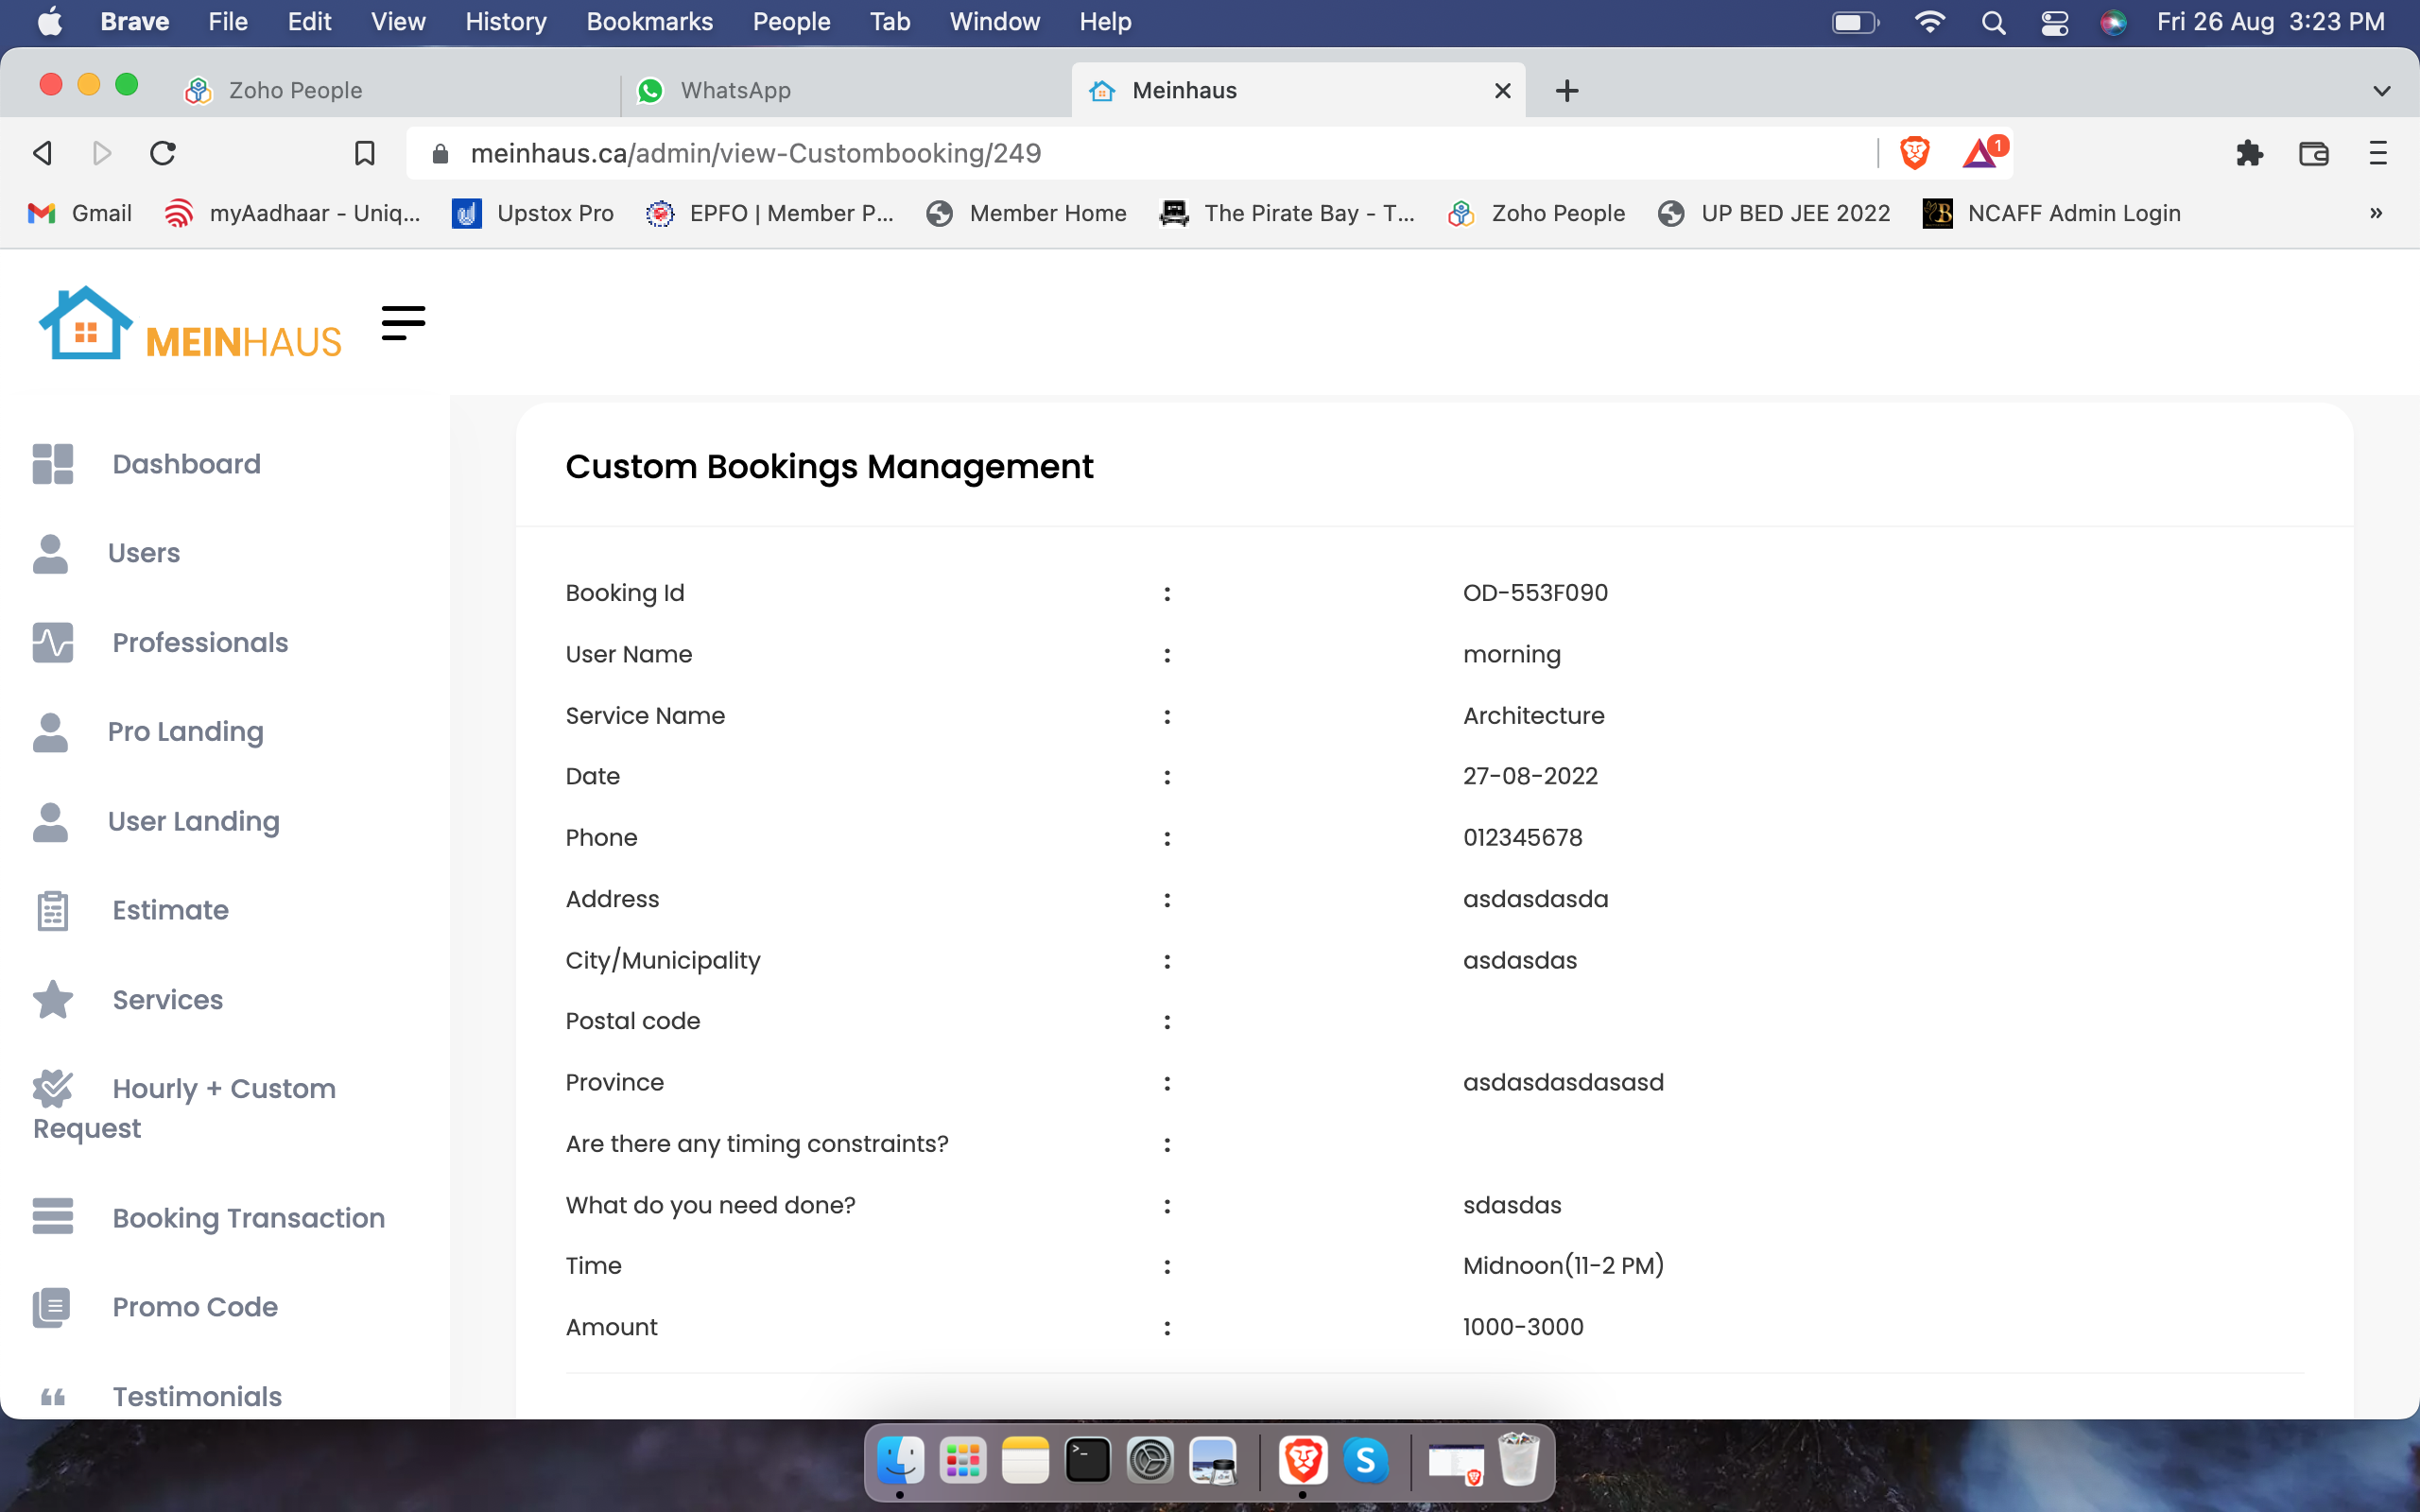 Brave File Edit View History Bookmarks People Tab Window Help Fri 26 Aug 3:23 PM
Zoho People WhatsApp Meinhaus
meinhaus.ca/admin/view-Custombooking/249 1
Gmail myAadhaar - Uniq... Upstox Pro EPFO | Member P... Member Home The Pirate Bay - T... Zoho People UP BED JEE 2022 NCAFF Admin Login »
MEINHAUS
Dashboard
Users
Professionals
Pro Landing
User Landing
Estimate
Services
Hourly + Custom
Request
Booking Transaction
Promo Code
Testimonials
Custom Bookings Management
Booking Id : OD-553F090
User Name : morning
Service Name : Architecture
Date : 27-08-2022
Phone : 012345678
Address : asdasdasda
City/Municipality : asdasdas
Postal code :
Province : asdasdasdasasd
Are there any timing constraints? :
What do you need done? : sdasdas
Time : Midnoon(11-2 PM)
Amount : 1000-3000